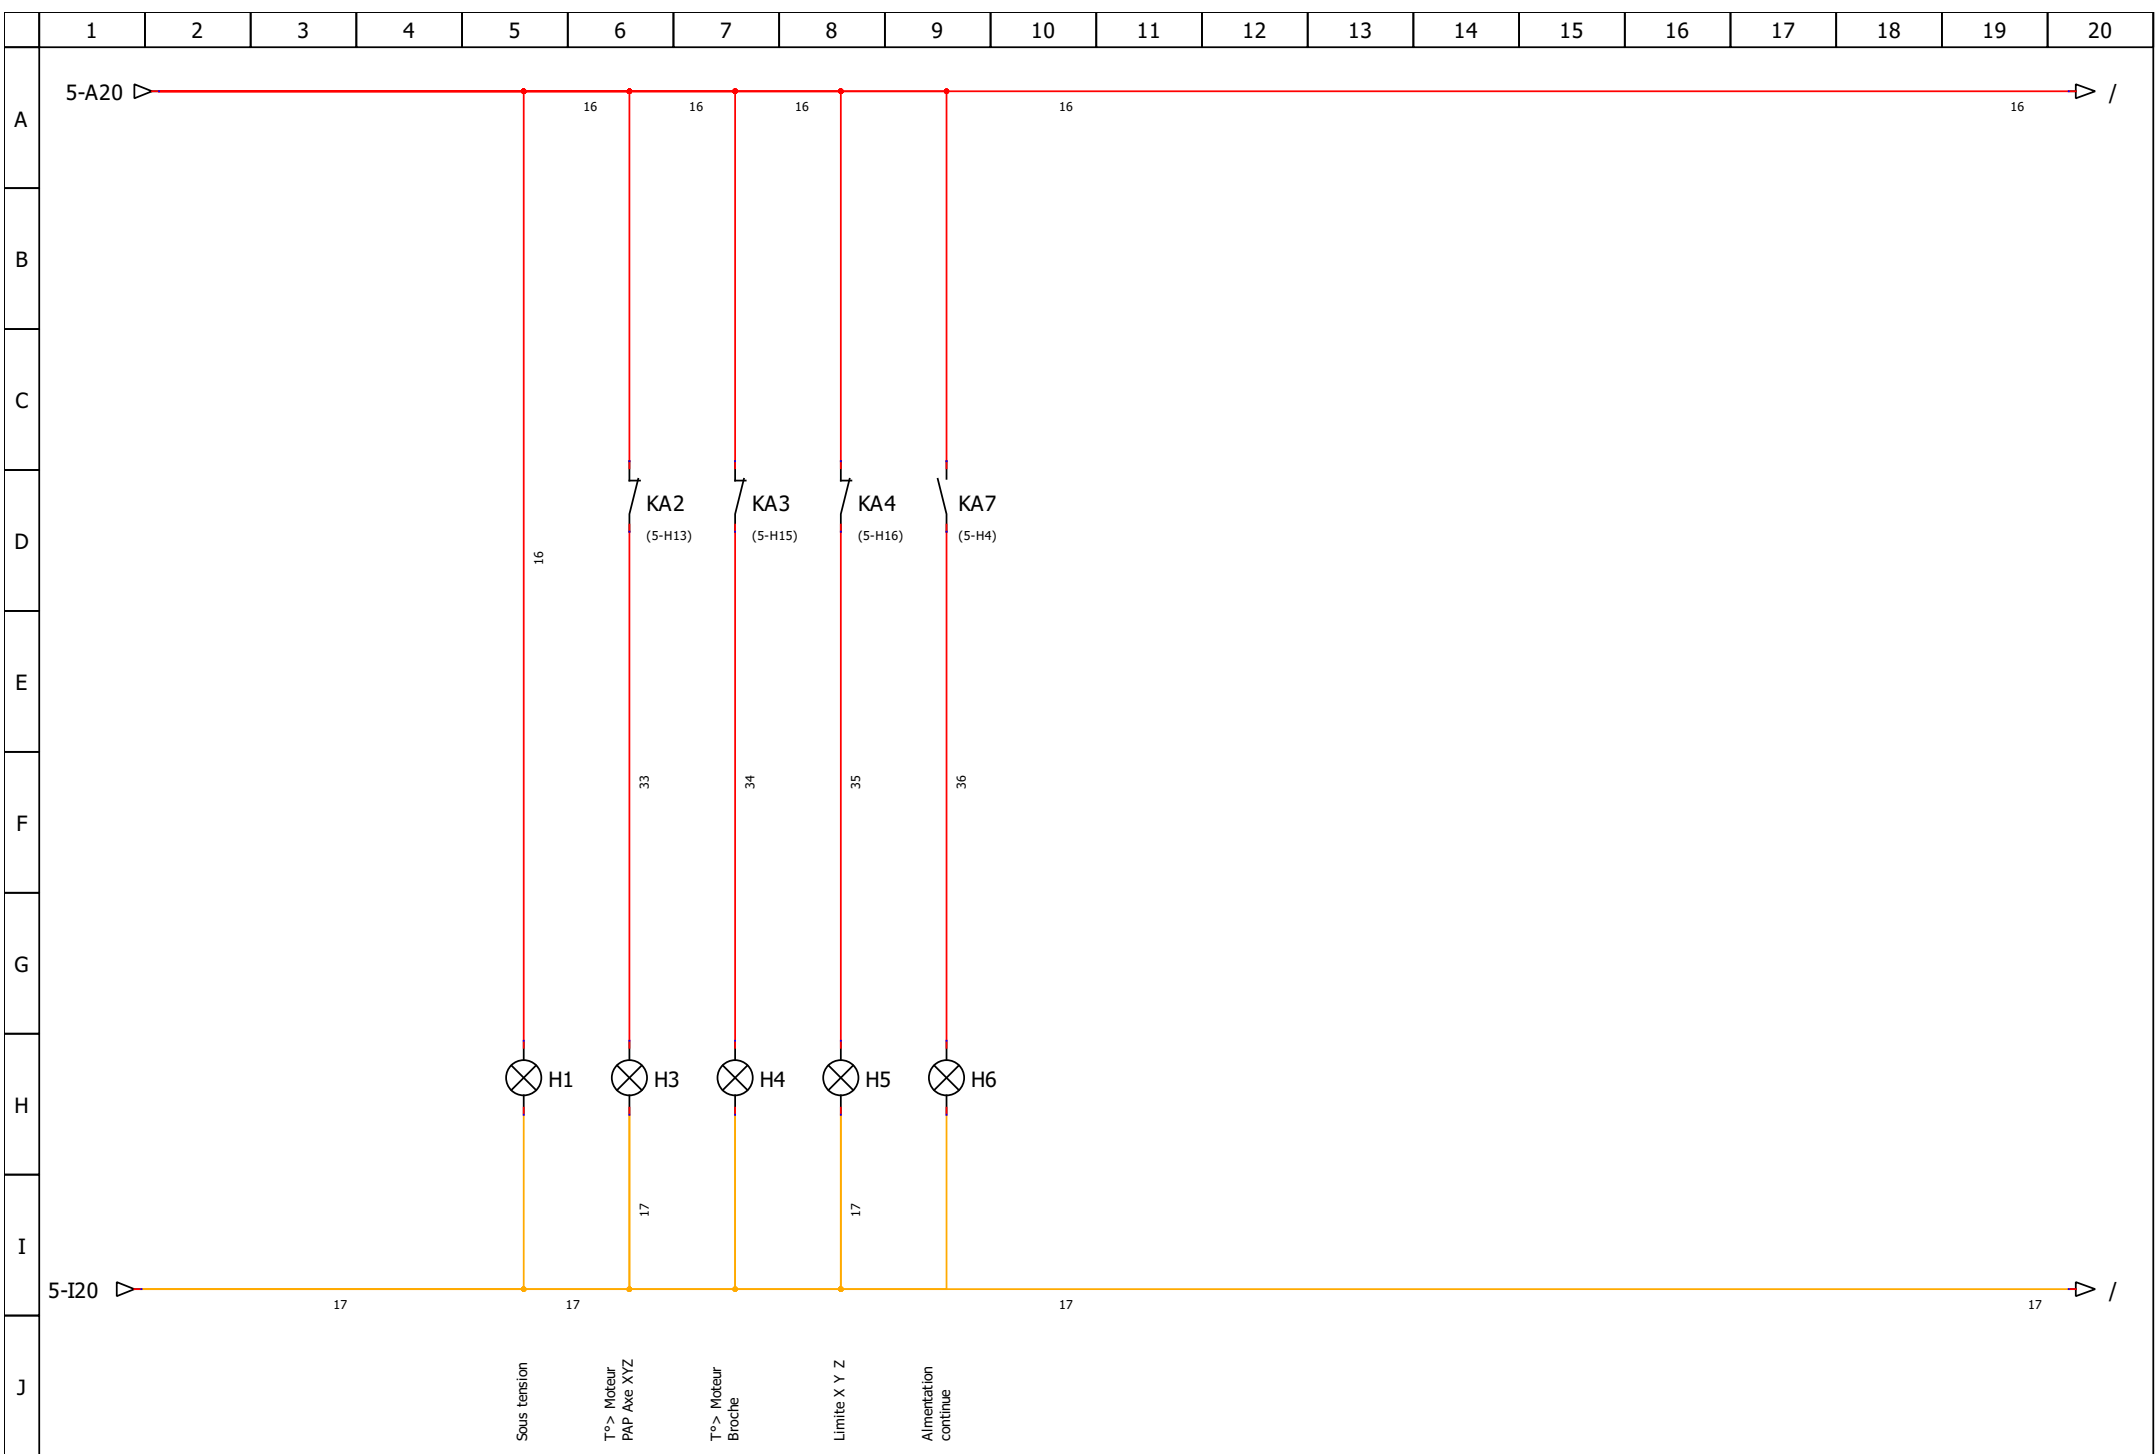 1 2 3 4 5 6 7 8 9 10 11 12 13 14 15 16 17 18 19 20
5-A20 /
16 16 16 16 16
A
B
C
KA2 KA3 KA4 KA7
(5-H13) (5-H15) (5-H16) (5-H4)
D
16
E
33 34 35 36
F
G
H1 H3 H4 H5 H6
H
17 17
I
5-I20 /
17 17 17 17
J
Sous tension
T°> Moteur
PAP Axe XYZ
T°> Moteur
Broche
Limite X Y Z
Almentation
continue